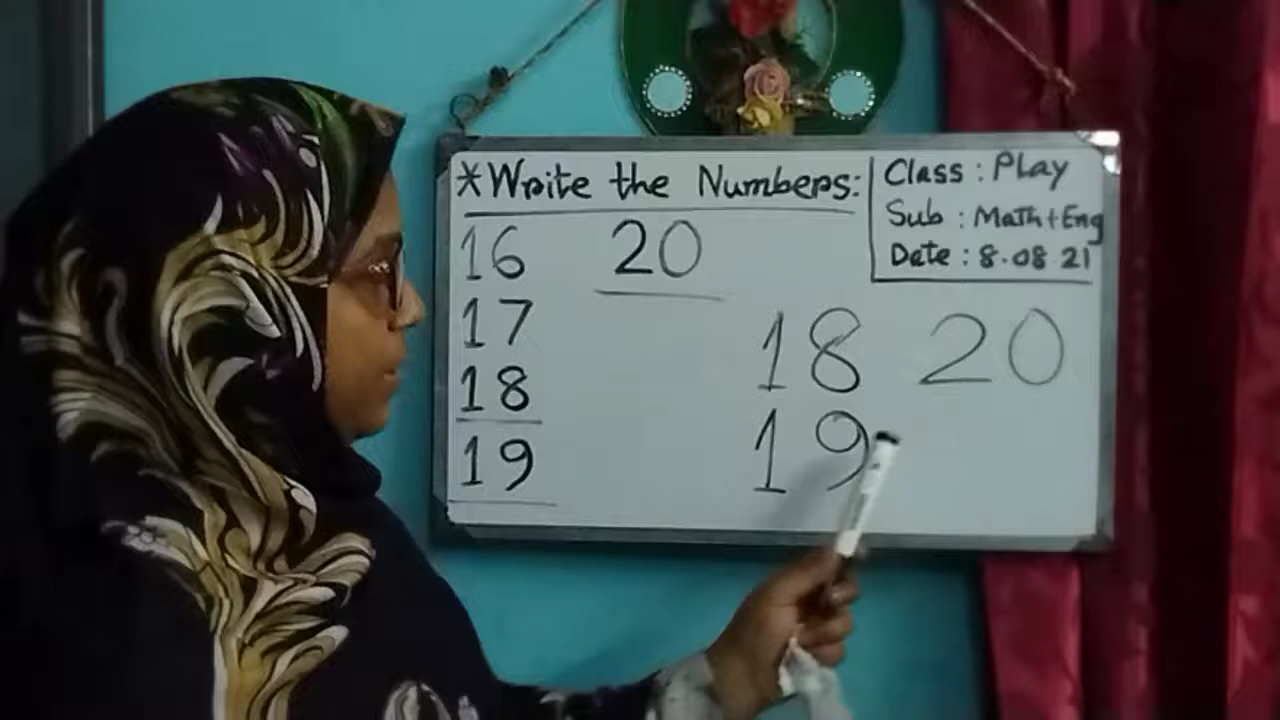 *Write the Numbers:
Class : Play
Sub : Math+Eng
Date : 8.08 21
16 20
17
18
19
18 20
19